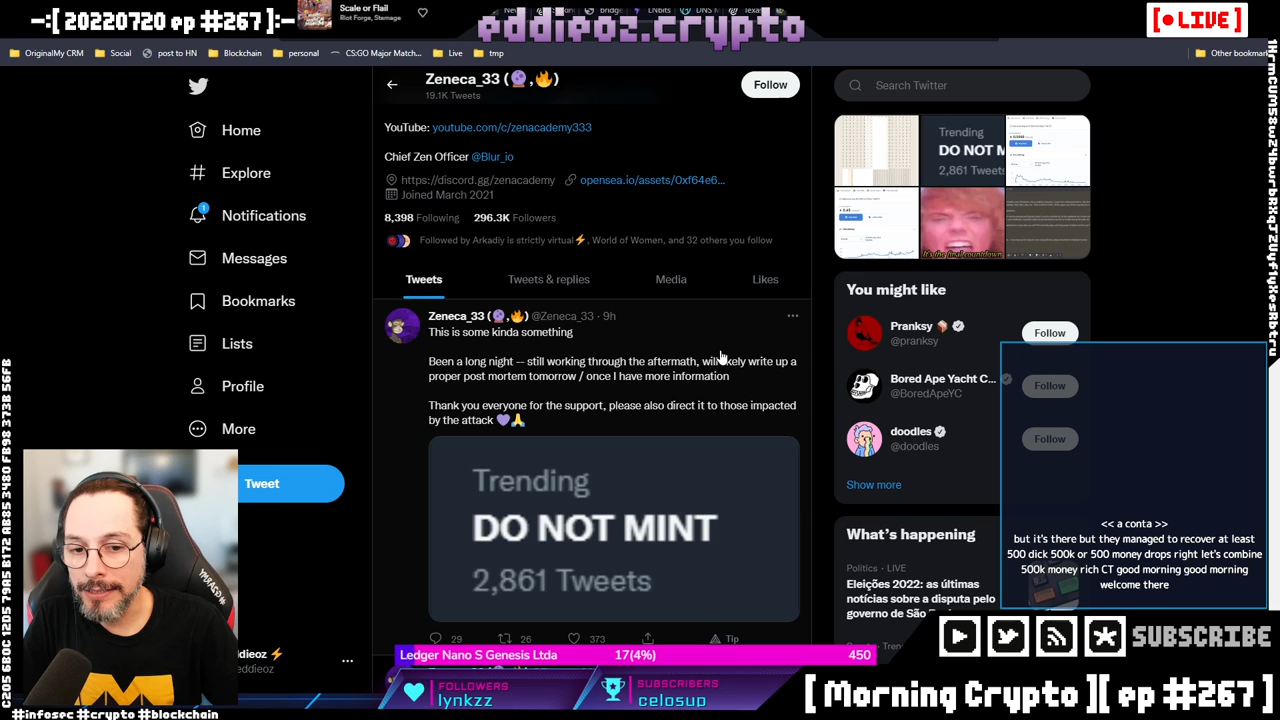 -:[ 20220720 ep #267 ]:-
Scale or Flail
Riot Forge, Stemage
bridge
LNbits
eddieoz.crypto
[ • LIVE ]
OriginalMy CRM
Social
post to HN
Blockchain
personal
CS:GO Major Match...
Live
tmp
Other bookmar
Zeneca_33 (🔮,🔥)
19.1K Tweets
Follow
Search Twitter
Youtube: youtube.com/c/zenacademy333
Chief Zen Officer @Blur_io
https://discord.gg/zenacademy
opensea.io/assets/0xf64e6...
Joined March 2021
Following
296.3K Followers
Followed by Arkadiy is strictly virtual⚡, World of Women, and 32 others you follow
Tweets
Tweets & replies
Media
Likes
Home
Explore
1
Notifications
Messages
Bookmarks
Lists
Profile
More
Tweet
Zeneca_33 (🔮,🔥) @Zeneca_33 · 9h
This is some kinda something
Been a long night -- still working through the aftermath, will likely write up a
proper post mortem tomorrow / once I have more information
Thank you everyone for the support, please also direct it to those impacted
by the attack 💜🙏
Trending
DO NOT MINT
2,861 Tweets
29
26
373
Tip
Trending
DO NOT M
2,861 Tweets
It's the final countdown
You might like
Pranksy
@pranksy
Follow
Bored Ape Yacht C...
@BoredApeYC
Follow
doodles
@doodles
Follow
Show more
What's happening
Politics · LIVE
Eleições 2022: as últimas
notícias sobre a disputa pelo
governo de São
<< a conta >>
but it's there but they managed to recover at least
500 dick 500k or 500 money drops right let's combine
500k money rich CT good morning good morning
welcome there
ddieoz ⚡
eddieoz
Ledger Nano S Genesis Ltda
17(4%)
450
FOLLOWERS
lynkzz
SUBSCRIBERS
celosup
SUBSCRIBE
[ Morning Crypto ][ ep #267 ]
#infosec #crypto #blockchain